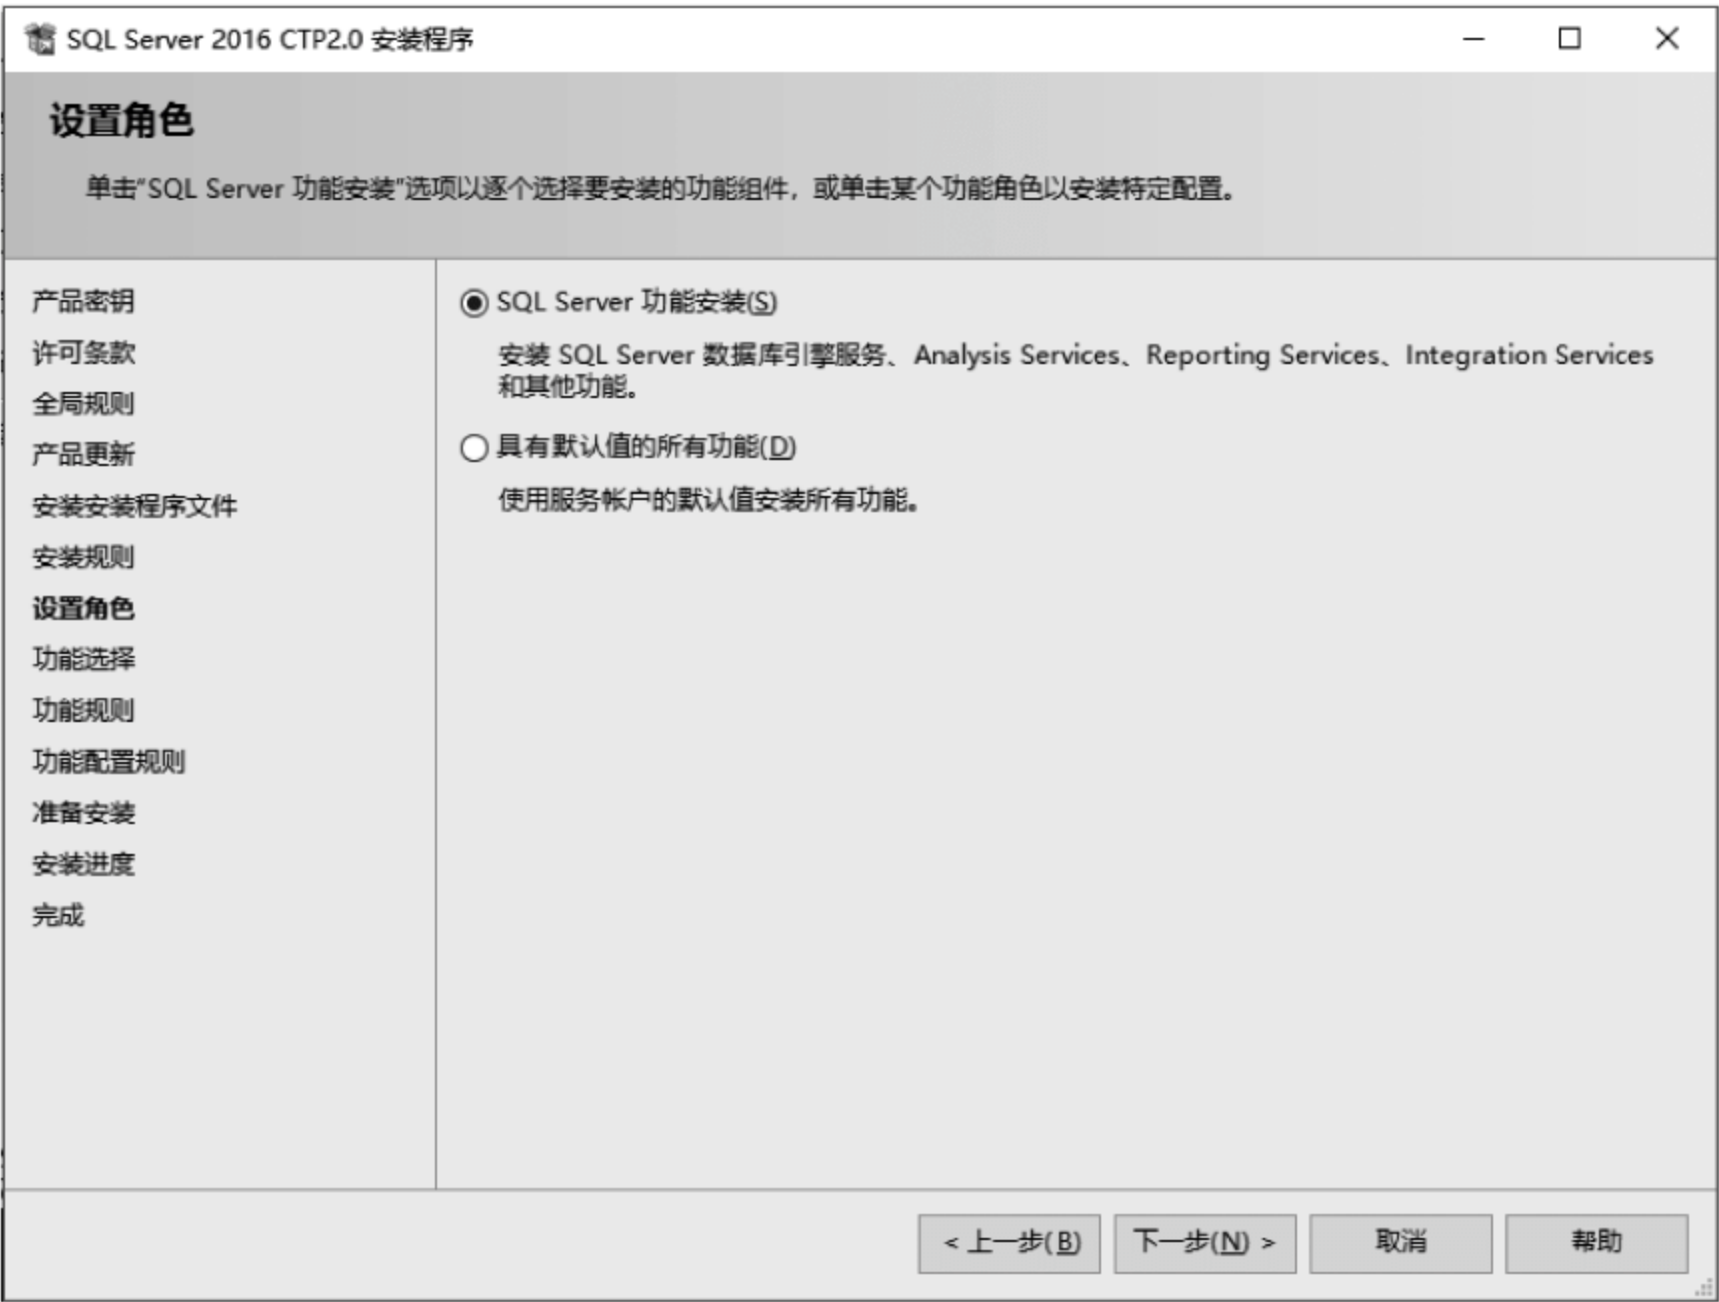 SQL Server 2016 CTP2.0 安装程序
设置角色
单击"SQL Server 功能安装"选项以逐个选择要安装的功能组件，或单击某个功能角色以安装特定配置。
产品密钥
许可条款
全局规则
产品更新
安装安装程序文件
安装规则
设置角色
功能选择
功能规则
功能配置规则
准备安装
安装进度
完成
SQL Server 功能安装(S)
安装 SQL Server 数据库引擎服务、Analysis Services、Reporting Services、Integration Services
和其他功能。
具有默认值的所有功能(D)
使用服务帐户的默认值安装所有功能。
< 上一步(B)
下一步(N) >
取消
帮助